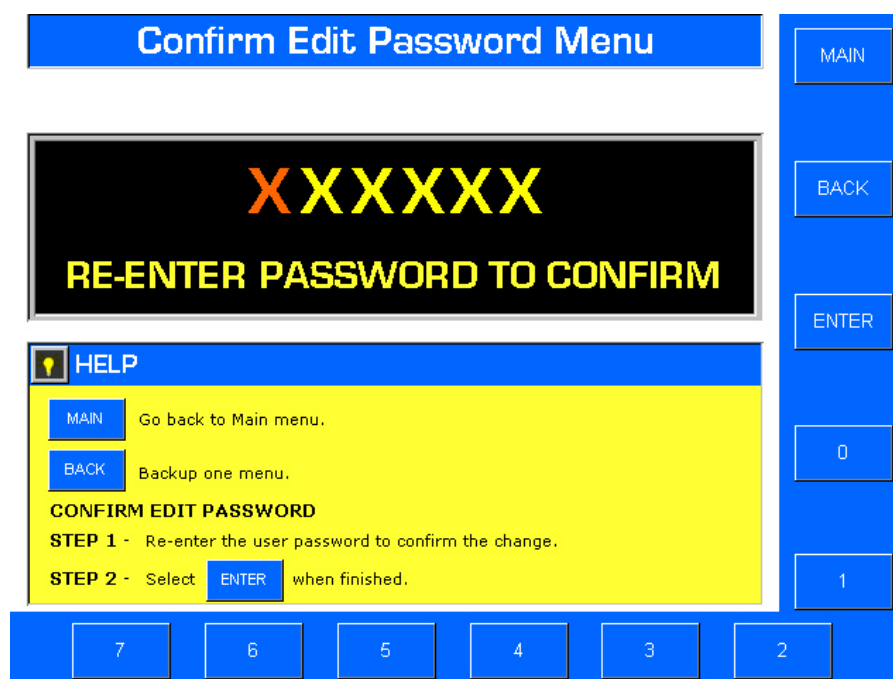 Confirm Edit Password Menu
XXXXXX
RE-ENTER PASSWORD TO CONFIRM
HELP
MAIN Go back to Main menu.
BACK Backup one menu.
CONFIRM EDIT PASSWORD
STEP 1 - Re-enter the user password to confirm the change.
STEP 2 - Select ENTER when finished.
MAIN
BACK
ENTER
0
1
7 6 5 4 3 2